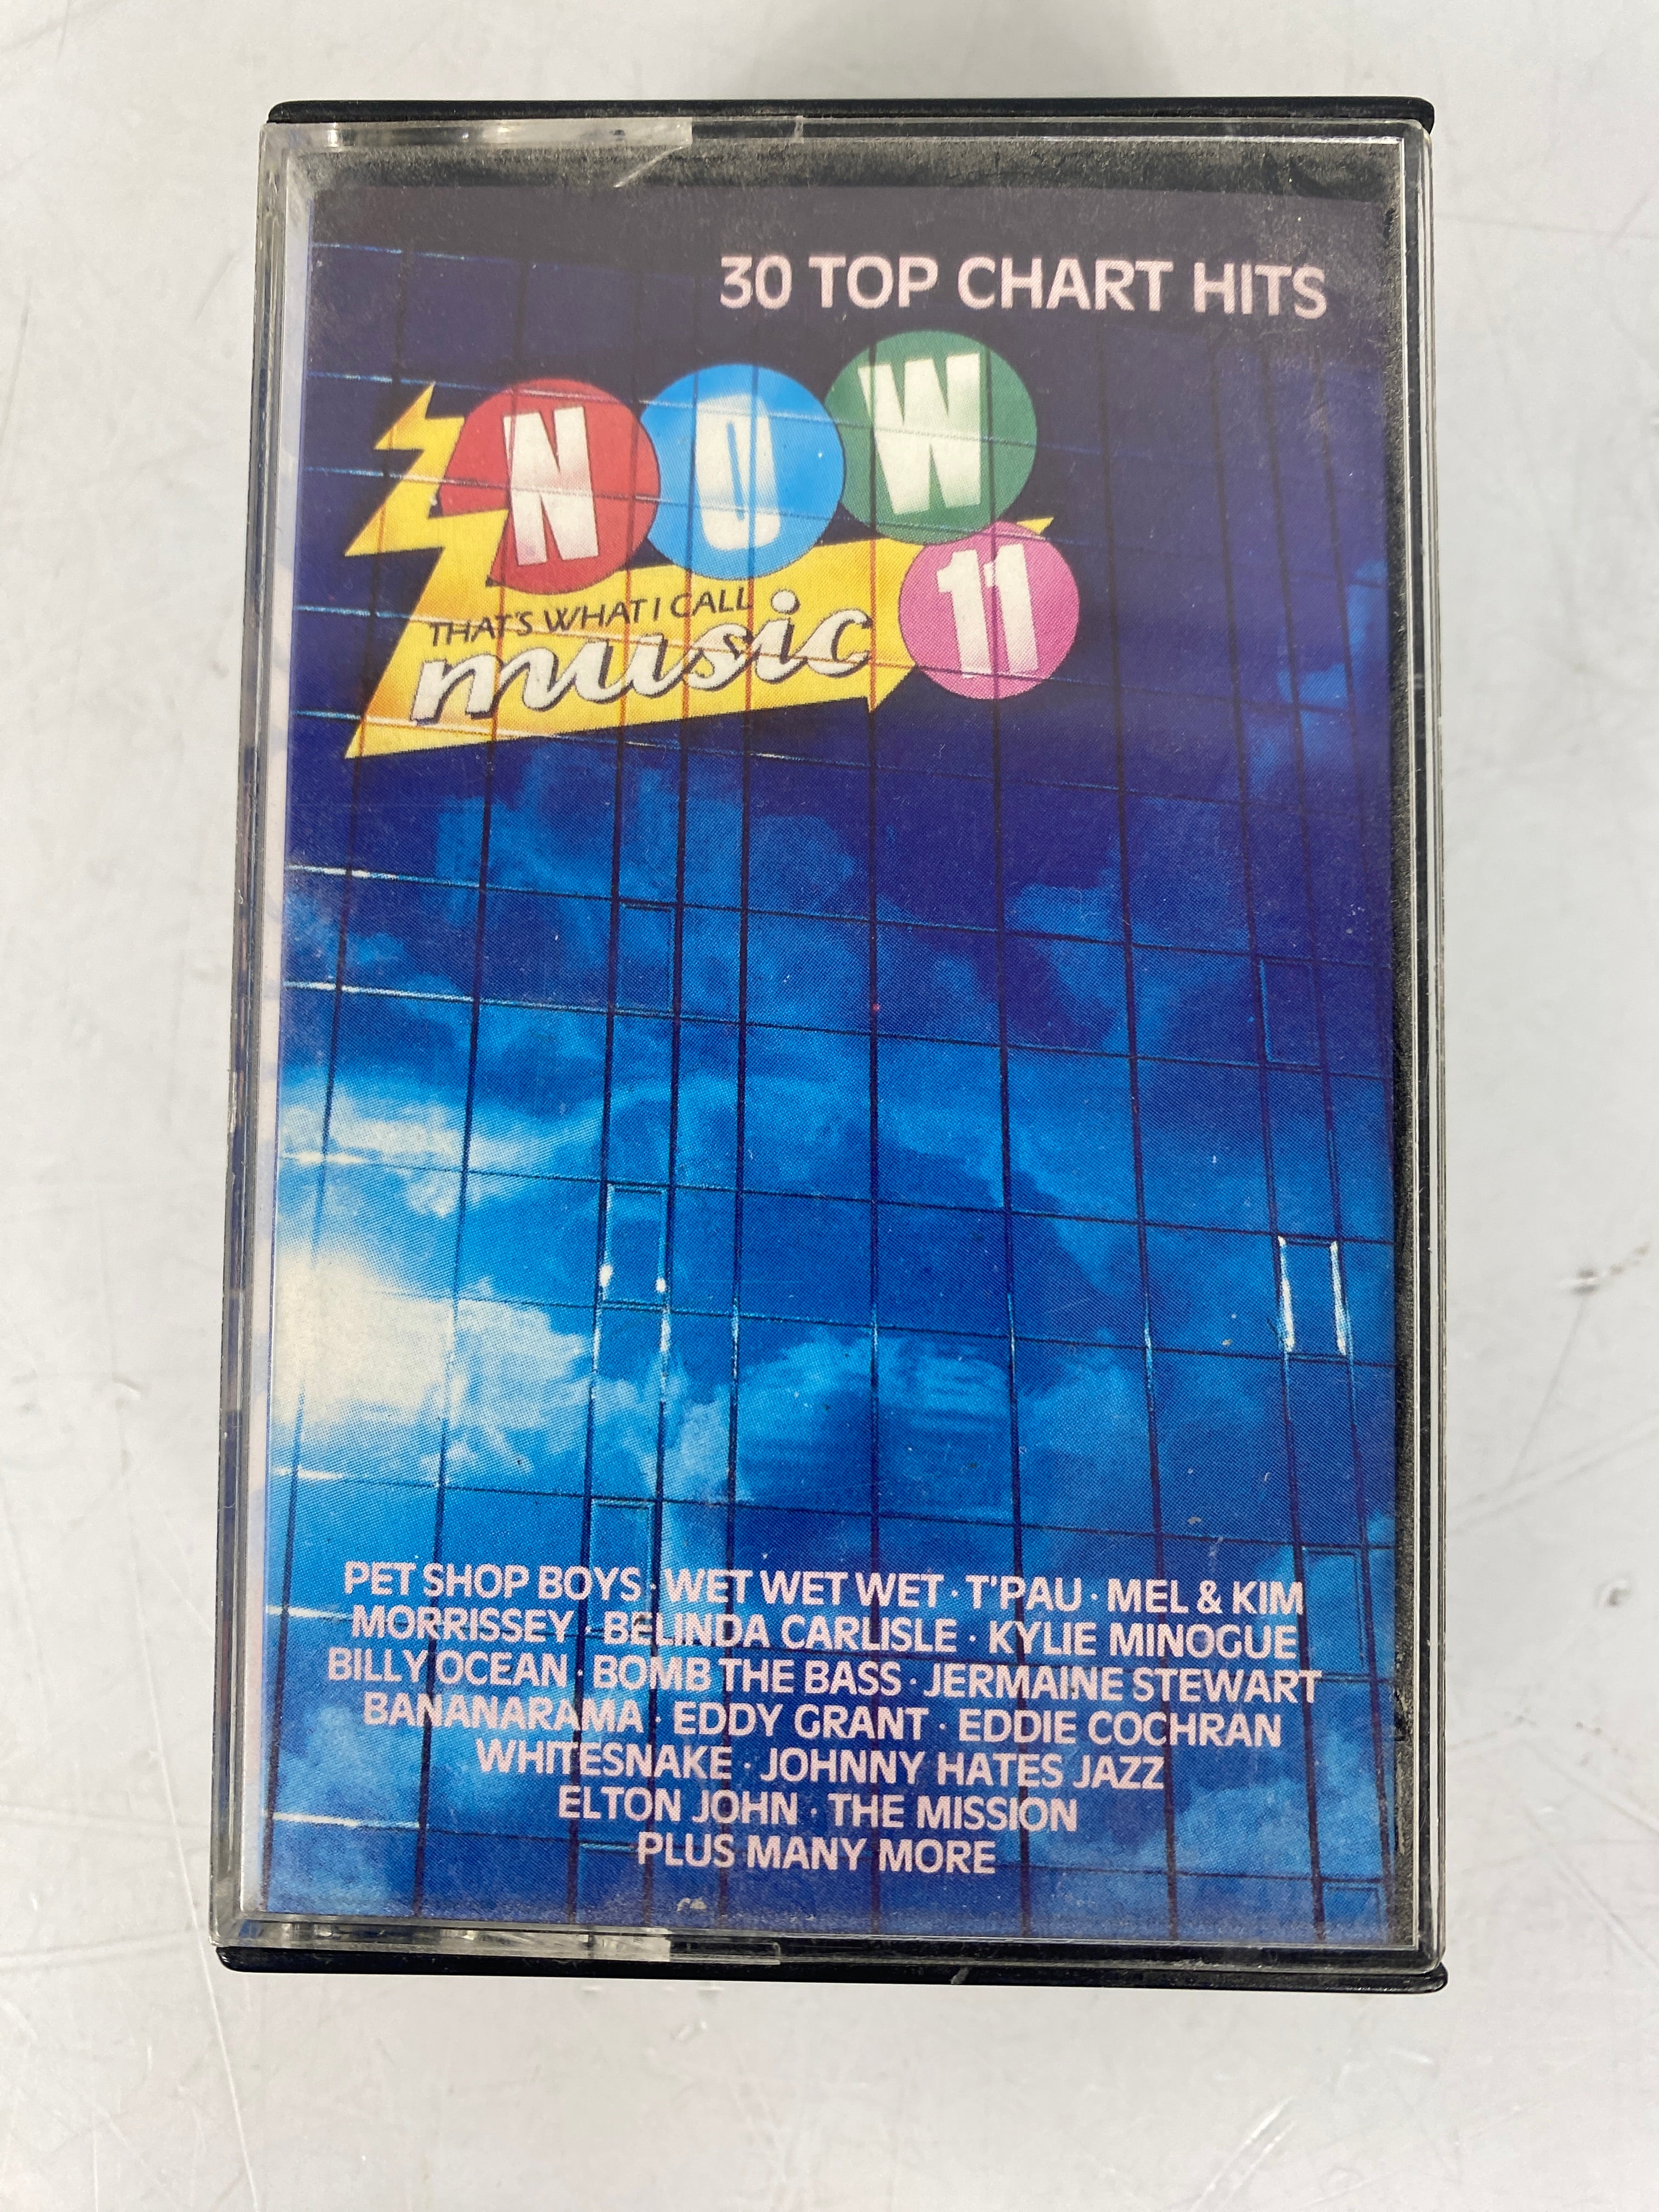 30 TOP CHART HITS
NOW
11
THAT'S WHAT I CALL
music
PET SHOP BOYS · WET WET WET · T'PAU · MEL & KIM
MORRISSEY · BELINDA CARLISLE · KYLIE MINOGUE
BILLY OCEAN · BOMB THE BASS · JERMAINE STEWART
BANANARAMA · EDDY GRANT · EDDIE COCHRAN
WHITESNAKE · JOHNNY HATES JAZZ
ELTON JOHN · THE MISSION
PLUS MANY MORE